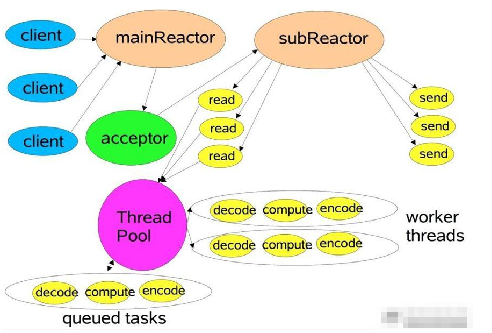 client
mainReactor
subReactor
client
read
send
read
send
client
acceptor
read
send
Thread
Pool
decode compute encode
worker
threads
decode compute encode
decode compute encode
queued tasks